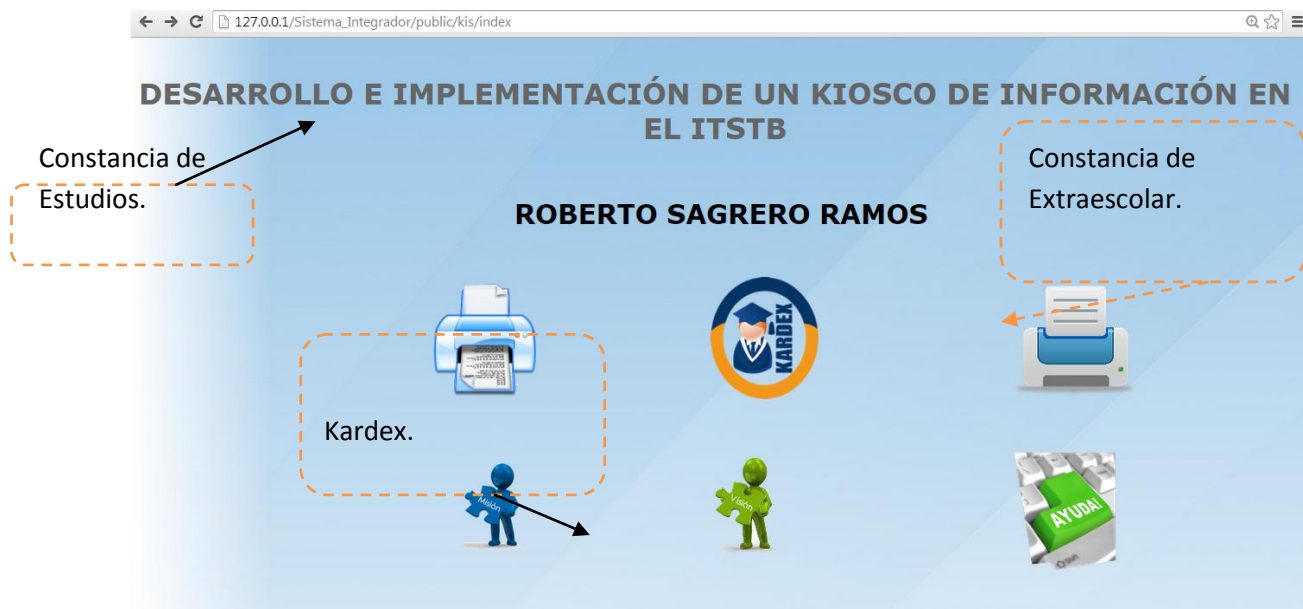 127.0.0.1/Sistema_Integrador/public/kis/index
DESARROLLO E IMPLEMENTACIÓN DE UN KIOSCO DE INFORMACIÓN EN
EL ITSTB
Constancia de
Estudios.
Constancia de
Extraescolar.
ROBERTO SAGRERO RAMOS
KARDEX
Kardex.
Misión
Visión
AYUDA!